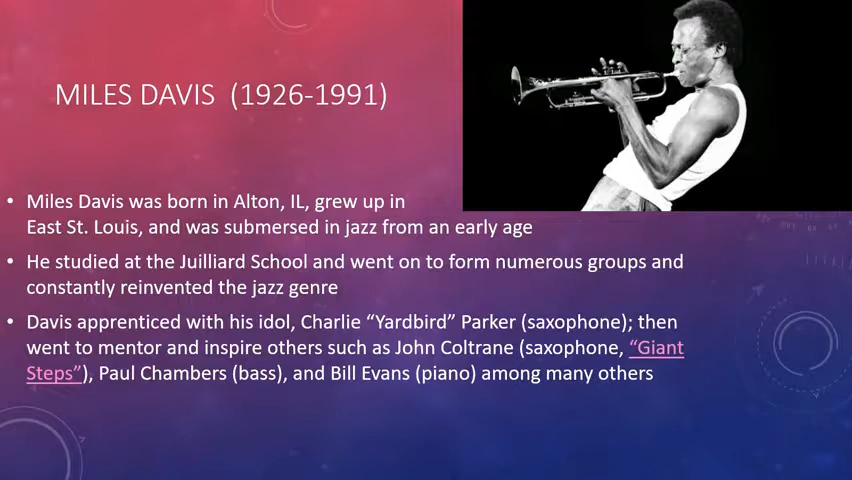 MILES DAVIS (1926-1991)
• Miles Davis was born in Alton, IL, grew up in
East St. Louis, and was submersed in jazz from an early age
• He studied at the Juilliard School and went on to form numerous groups and
constantly reinvented the jazz genre
• Davis apprenticed with his idol, Charlie “Yardbird” Parker (saxophone); then
went to mentor and inspire others such as John Coltrane (saxophone, “Giant
Steps”), Paul Chambers (bass), and Bill Evans (piano) among many others